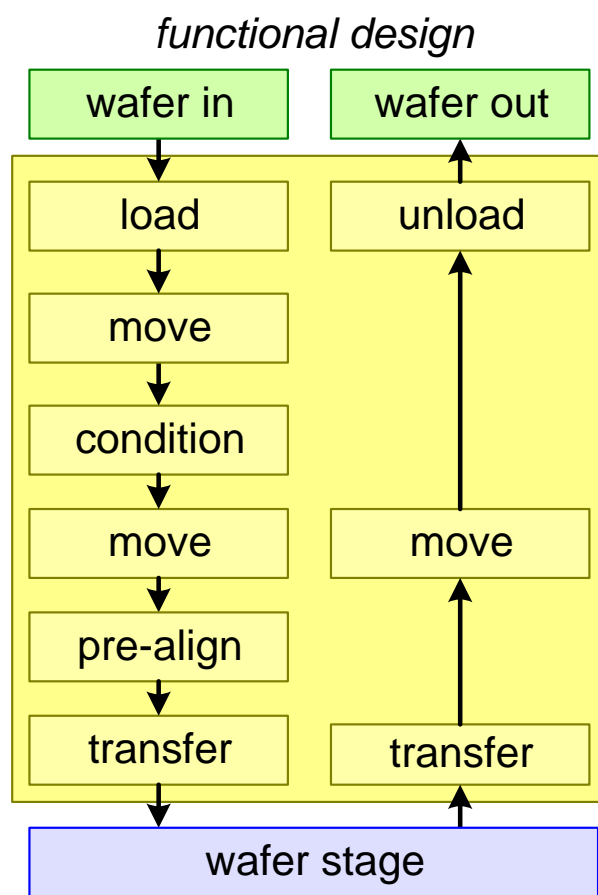 functional design
wafer in
wafer out
load
unload
move
condition
move
move
pre-align
transfer
transfer
wafer stage